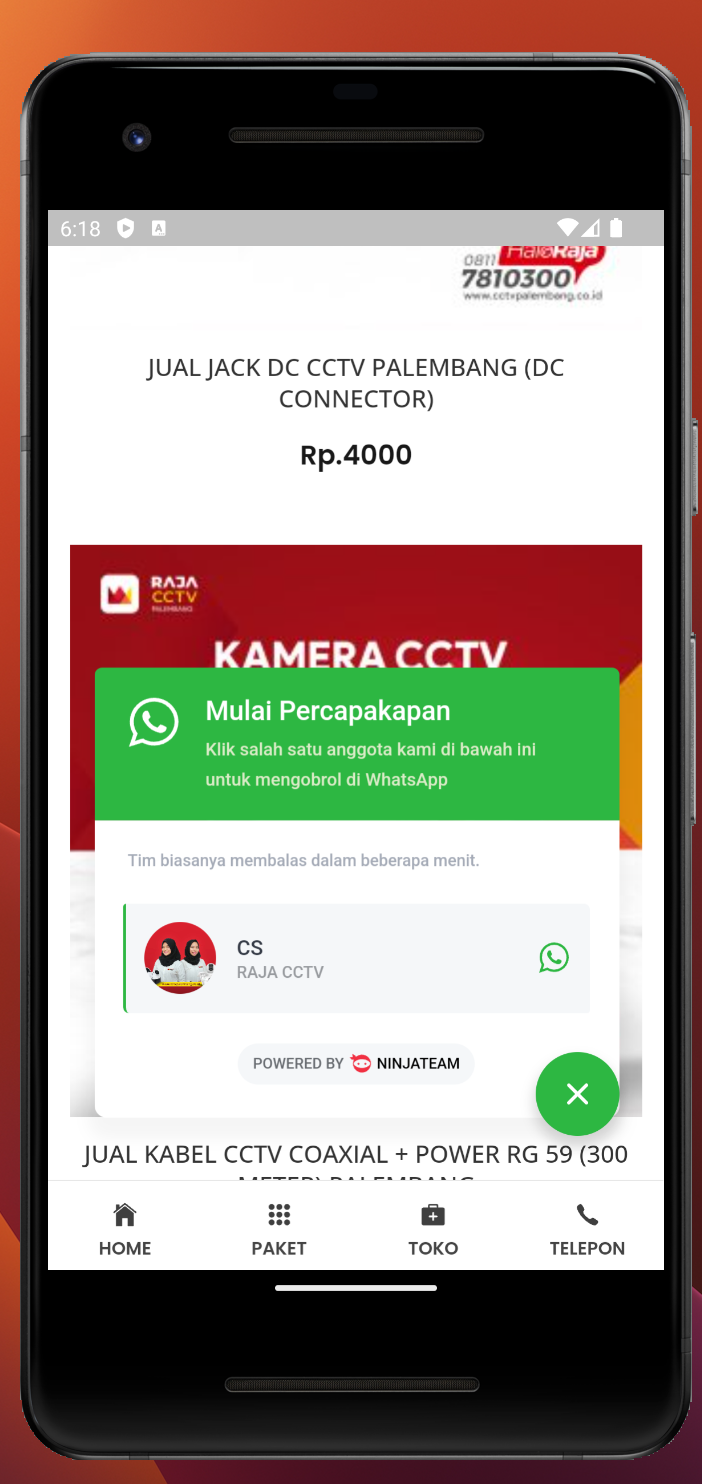 6:18
0811 HaloRaja
7810300
www.cctvpalembang.co.id
JUAL JACK DC CCTV PALEMBANG (DC
CONNECTOR)
Rp.4000
RAJA
CCTV
PALEMBANG
KAMERA CCTV
Mulai Percapakapan
Klik salah satu anggota kami di bawah ini
untuk mengobrol di WhatsApp
Tim biasanya membalas dalam beberapa menit.
CS
RAJA CCTV
POWERED BY NINJATEAM
JUAL KABEL CCTV COAXIAL + POWER RG 59 (300
METER) PALEMBANG
HOME
PAKET
TOKO
TELEPON